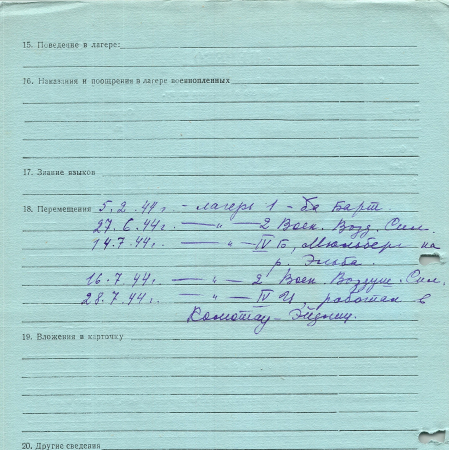 15. Поведение в лагере:
16. Наказания и поощрения в лагере военнопленных
17. Знание языков
18. Перемещения 5.2.44г. - лагерь 1 - бл Барт
27.6.44г. — " — 2 Воен. Возд. Сил.
14.7.44г. — " — IV Б, Мюльберг на
р. Эльба.
16.7.44г. — " — 2 Воен. Воздуш. Сил.
28.7.44г. — " — IV Ц, работал в
Комотау-Эйдлиц.
19. Вложения в карточку
20. Другие сведения